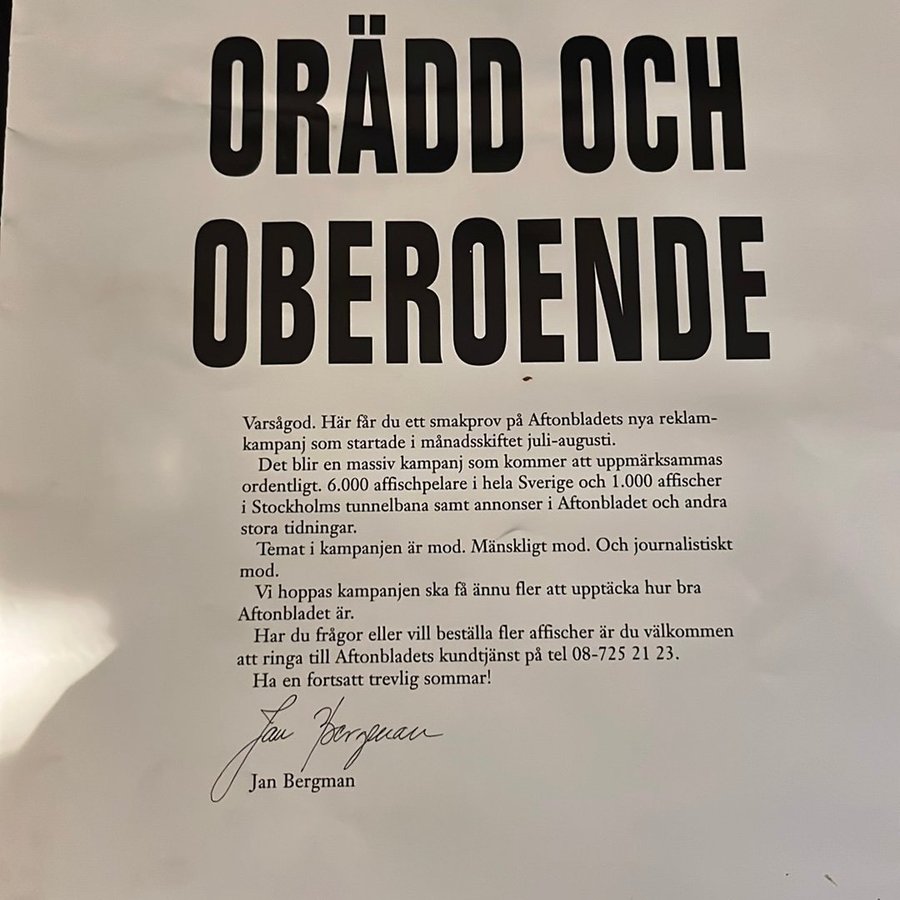 ORÄDD OCH
OBEROENDE
Varsågod. Här får du ett smakprov på Aftonbladets nya reklam-
kampanj som startade i månadsskiftet juli-augusti.
Det blir en massiv kampanj som kommer att uppmärksammas
ordentligt. 6.000 affischpelare i hela Sverige och 1.000 affischer
i Stockholms tunnelbana samt annonser i Aftonbladet och andra
stora tidningar.
Temat i kampanjen är mod. Mänskligt mod. Och journalistiskt
mod.
Vi hoppas kampanjen ska få ännu fler att upptäcka hur bra
Aftonbladet är.
Har du frågor eller vill beställa fler affischer är du välkommen
att ringa till Aftonbladets kundtjänst på tel 08-725 21 23.
Ha en fortsatt trevlig sommar!
Jan Bergman
Jan Bergman